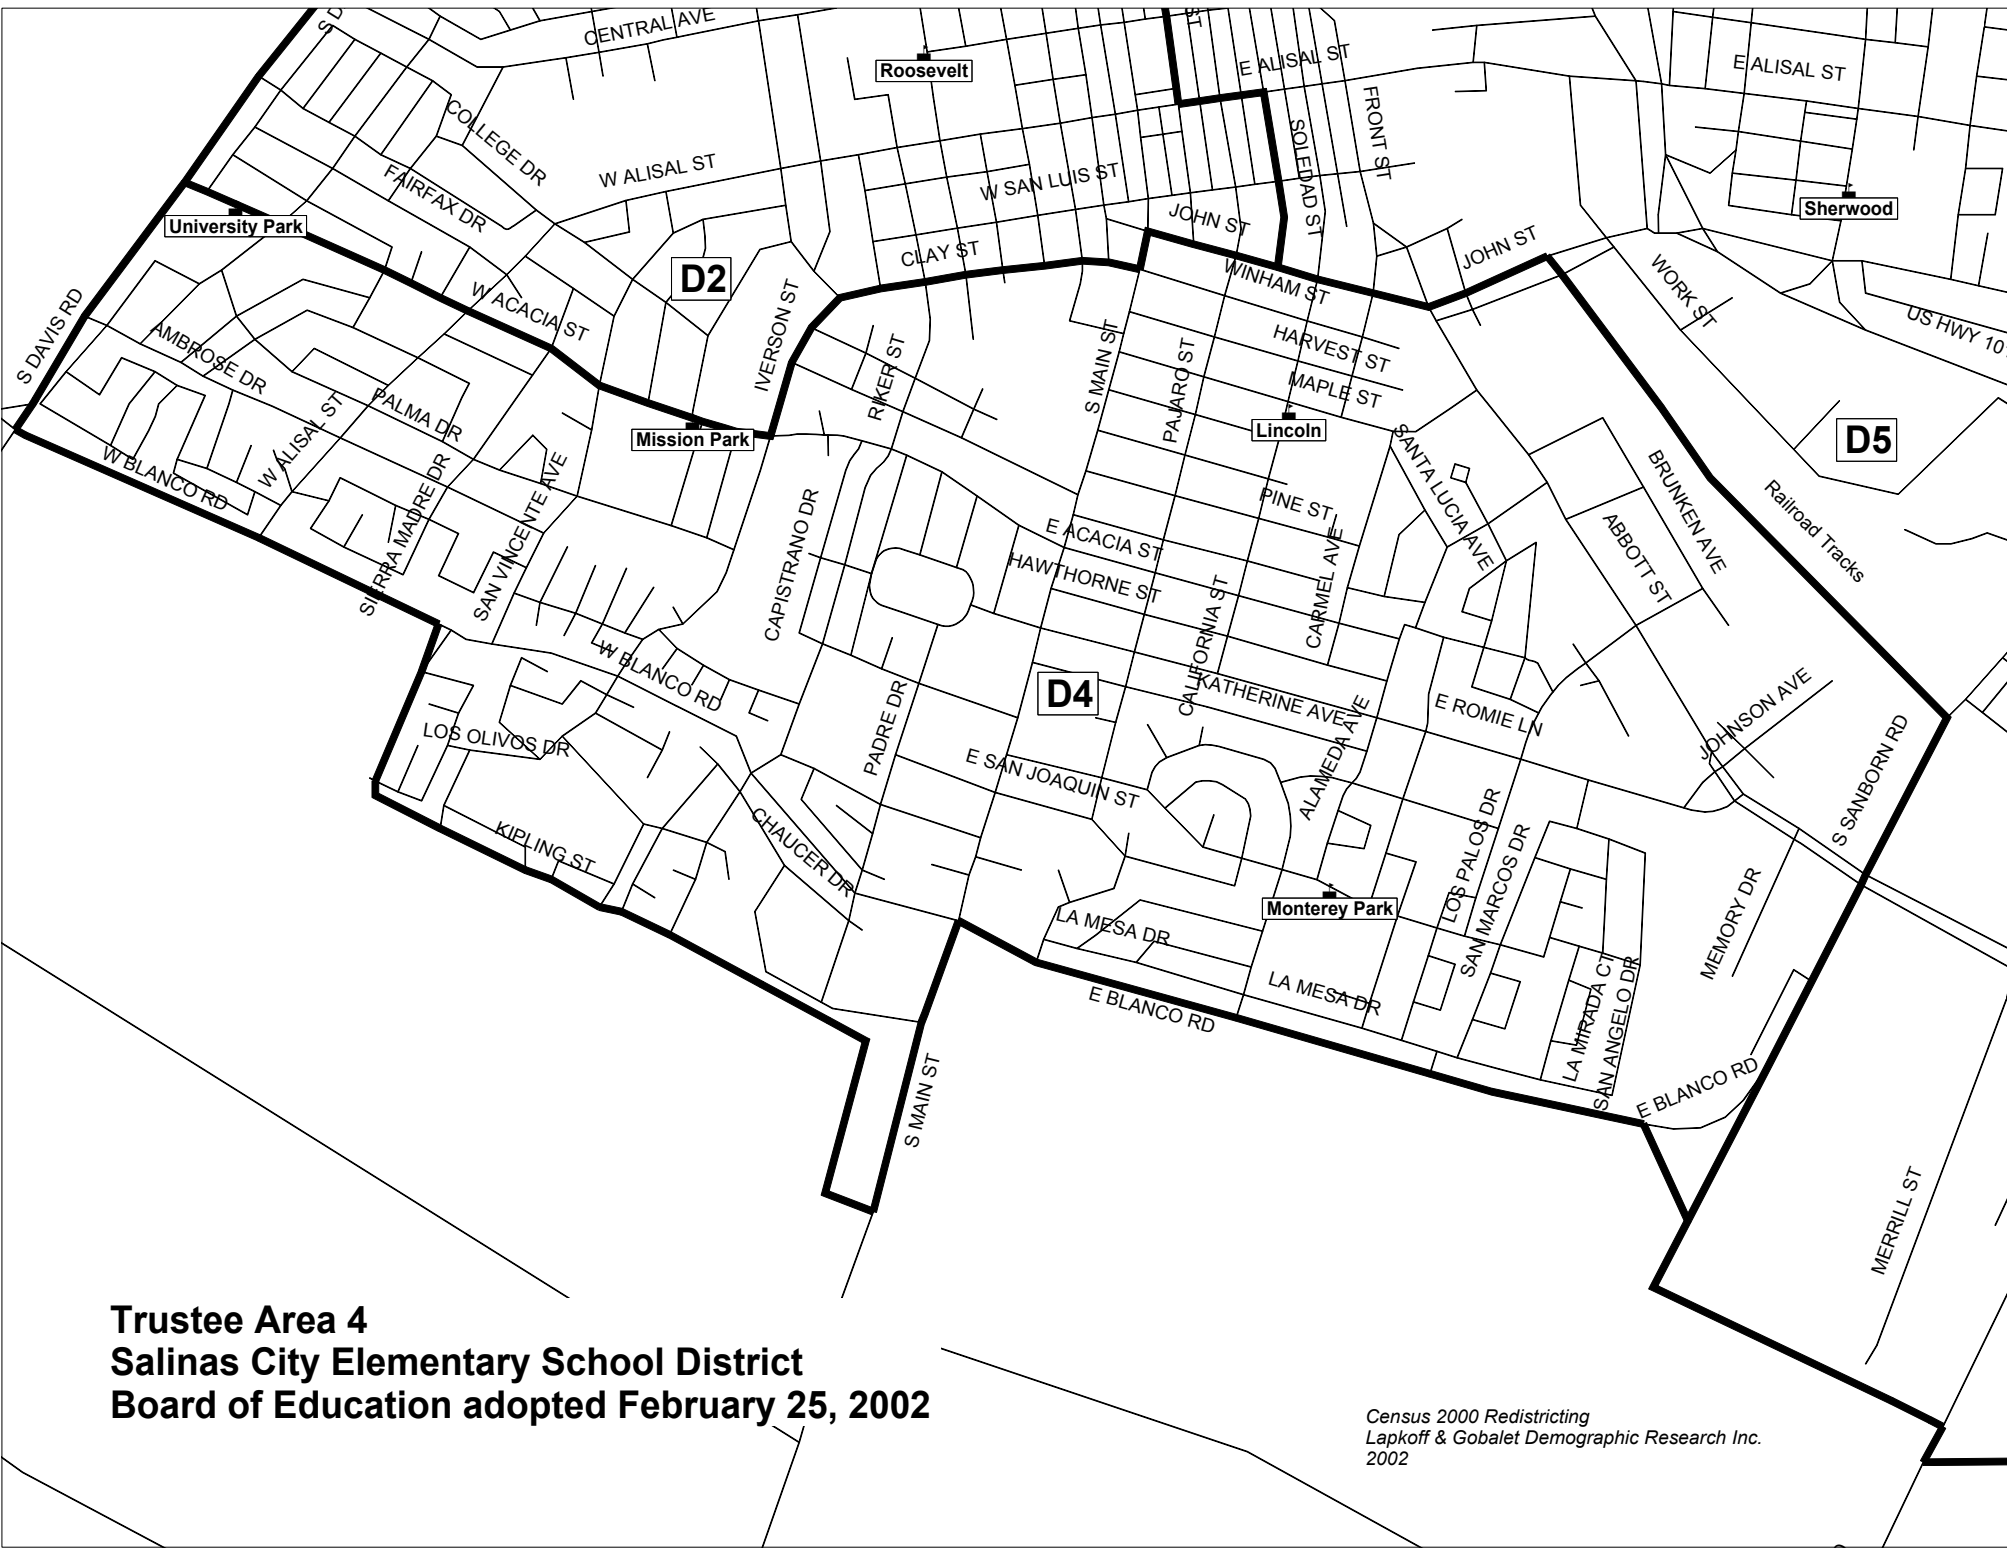 S D
CENTRAL AVE
ST
Roosevelt
E ALISAL ST
E ALISAL ST
FRONT ST
COLLEGE DR
W ALISAL ST
SOLEDAD ST
FAIRFAX DR
W SAN LUIS ST
Sherwood
University Park
JOHN ST
JOHN ST
CLAY ST
D2
WINHAM ST
WORK ST
US HWY 10
W ACACIA ST
IVERSON ST
S DAVIS RD
AMBROSE DR
HARVEST ST
RIKER ST
S MAIN ST
PAJARO ST
MAPLE ST
PALMA DR
W ALISAL ST
Mission Park
Lincoln
D5
SANTA LUCIA AVE
W BLANCO RD
SIERRA MADRE DR
SAN VINCENTE AVE
BRUNKEN AVE
Railroad Tracks
PINE ST
CAPISTRANO DR
E ACACIA ST
ABBOTT ST
HAWTHORNE ST
CARMEL AVE
CALIFORNIA ST
W BLANCO RD
D4
KATHERINE AVE
E ROMIE LN
PADRE DR
ALAMEDA AVE
JOHNSON AVE
LOS OLIVOS DR
S SANBORN RD
E SAN JOAQUIN ST
CHAUCER DR
LOS PALOS DR
KIPLING ST
SAN MARCOS DR
MEMORY DR
Monterey Park
LA MESA DR
LA MESA DR
E BLANCO RD
LA MIRADA CT
SAN ANGELO DR
E BLANCO RD
S MAIN ST
MERRILL ST
Trustee Area 4
Salinas City Elementary School District
Board of Education adopted February 25, 2002
Census 2000 Redistricting
Lapkoff & Gobalet Demographic Research Inc.
2002